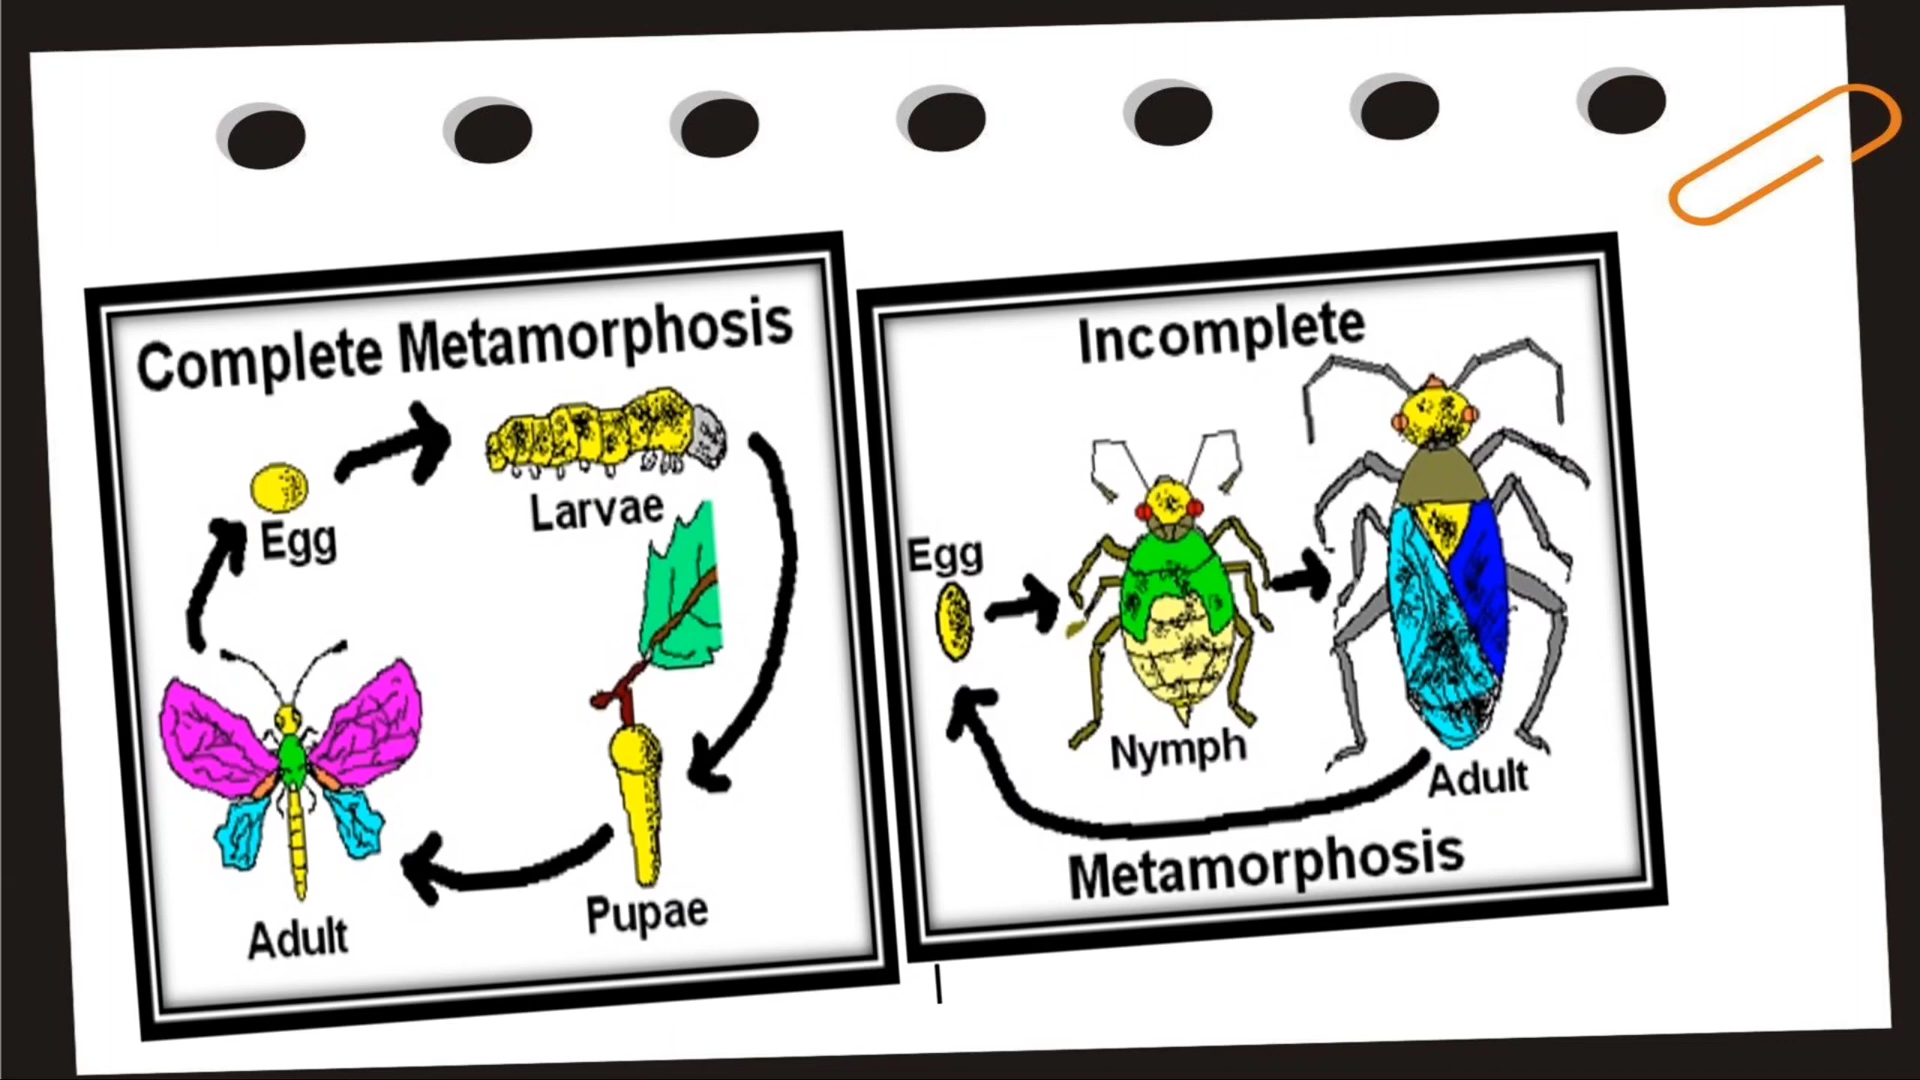 Complete Metamorphosis
Egg
Larvae
Pupae
Adult
Incomplete
Egg
Nymph
Adult
Metamorphosis